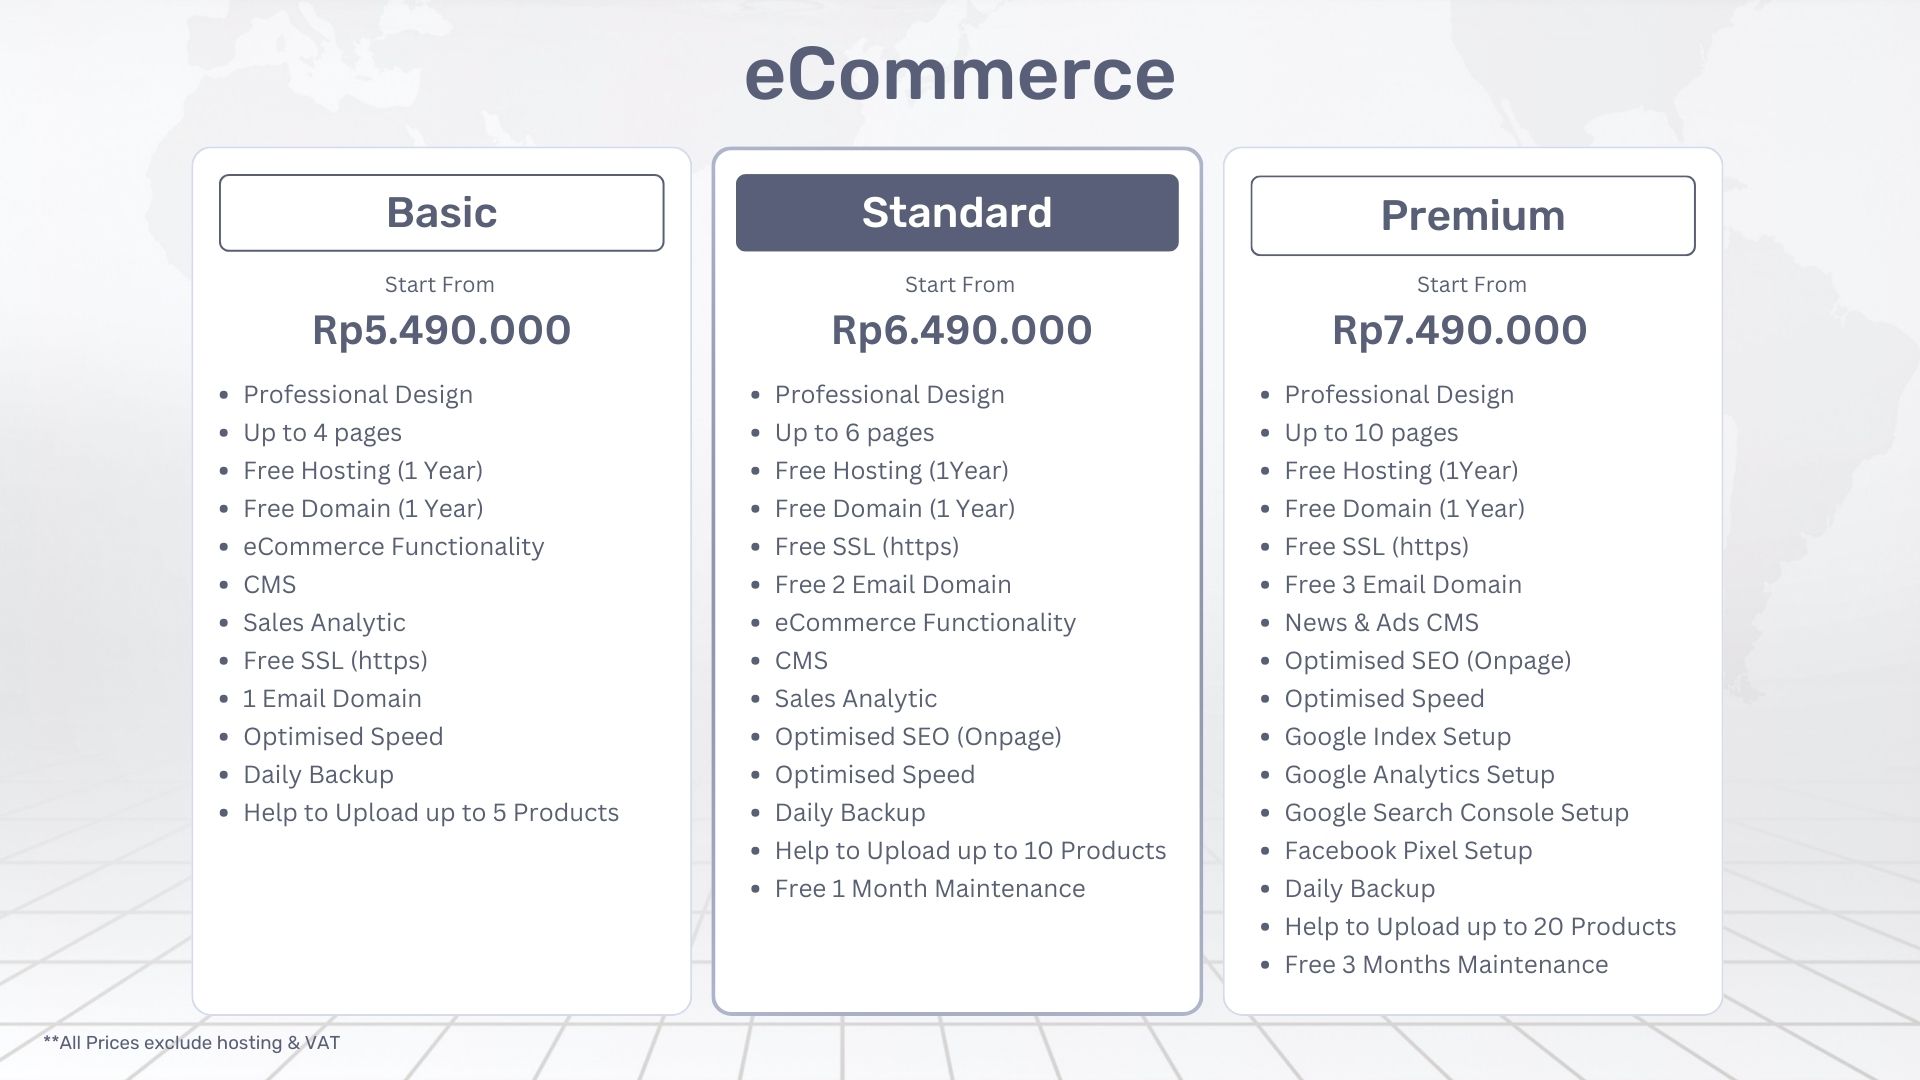 eCommerce
Basic
Start From
Rp5.490.000
• Professional Design
• Up to 4 pages
• Free Hosting (1 Year)
• Free Domain (1 Year)
• eCommerce Functionality
• CMS
• Sales Analytic
• Free SSL (https)
• 1 Email Domain
• Optimised Speed
• Daily Backup
• Help to Upload up to 5 Products
Standard
Start From
Rp6.490.000
• Professional Design
• Up to 6 pages
• Free Hosting (1Year)
• Free Domain (1 Year)
• Free SSL (https)
• Free 2 Email Domain
• eCommerce Functionality
• CMS
• Sales Analytic
• Optimised SEO (Onpage)
• Optimised Speed
• Daily Backup
• Help to Upload up to 10 Products
• Free 1 Month Maintenance
Premium
Start From
Rp7.490.000
• Professional Design
• Up to 10 pages
• Free Hosting (1Year)
• Free Domain (1 Year)
• Free SSL (https)
• Free 3 Email Domain
• News & Ads CMS
• Optimised SEO (Onpage)
• Optimised Speed
• Google Index Setup
• Google Analytics Setup
• Google Search Console Setup
• Facebook Pixel Setup
• Daily Backup
• Help to Upload up to 20 Products
• Free 3 Months Maintenance
**All Prices exclude hosting & VAT